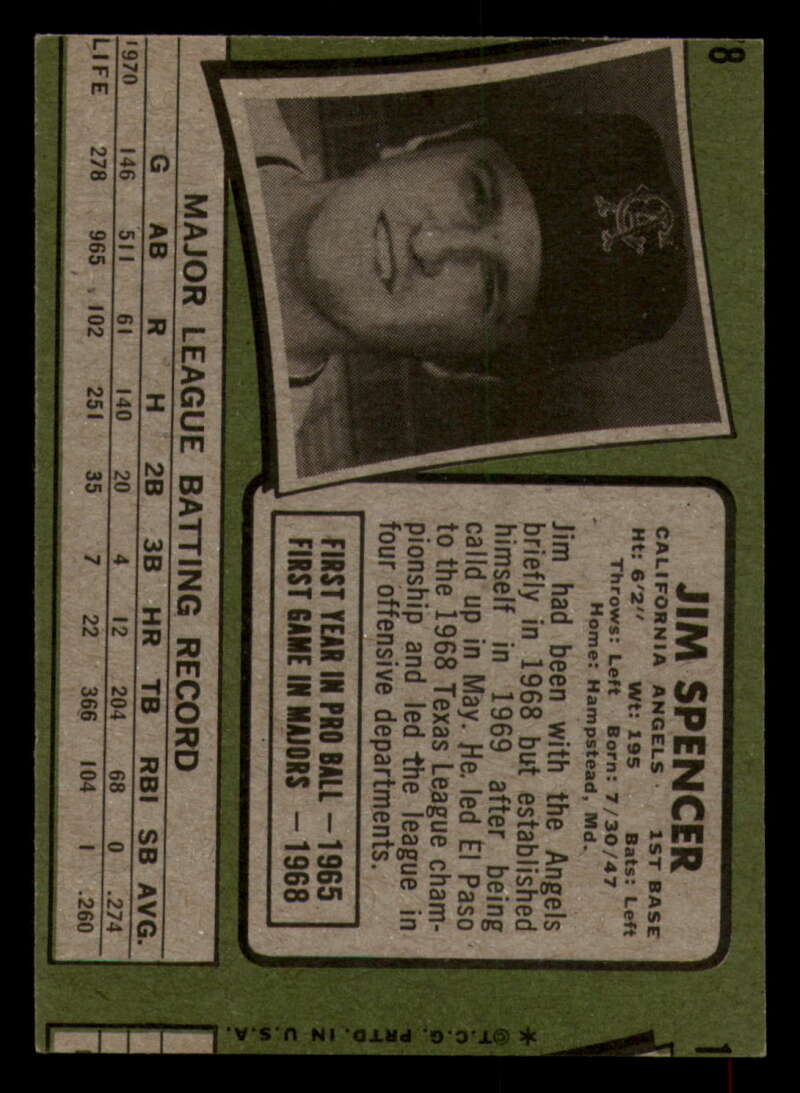 8
JIM SPENCER
CALIFORNIA ANGELS · 1ST BASE
Ht: 6'2" Wt: 195 Bats: Left
Throws: Left Born: 7/30/47
Home: Hampstead, Md.
Jim had been with the Angels
briefly in 1968 but established
himself in 1969 after being
calld up in May. He led El Paso
to the 1968 Texas League cham-
pionship and led the league in
four offensive departments.
FIRST YEAR IN PRO BALL — 1965
FIRST GAME IN MAJORS — 1968
MAJOR LEAGUE BATTING RECORD
G AB R H 2B 3B HR TB RBI SB AVG.
1970 146 511 61 140 20 4 12 204 68 0 .274
LIFE 278 965 102 251 35 7 22 366 104 1 .260
*©T.C.G. PRTD. IN U.S.A.
1